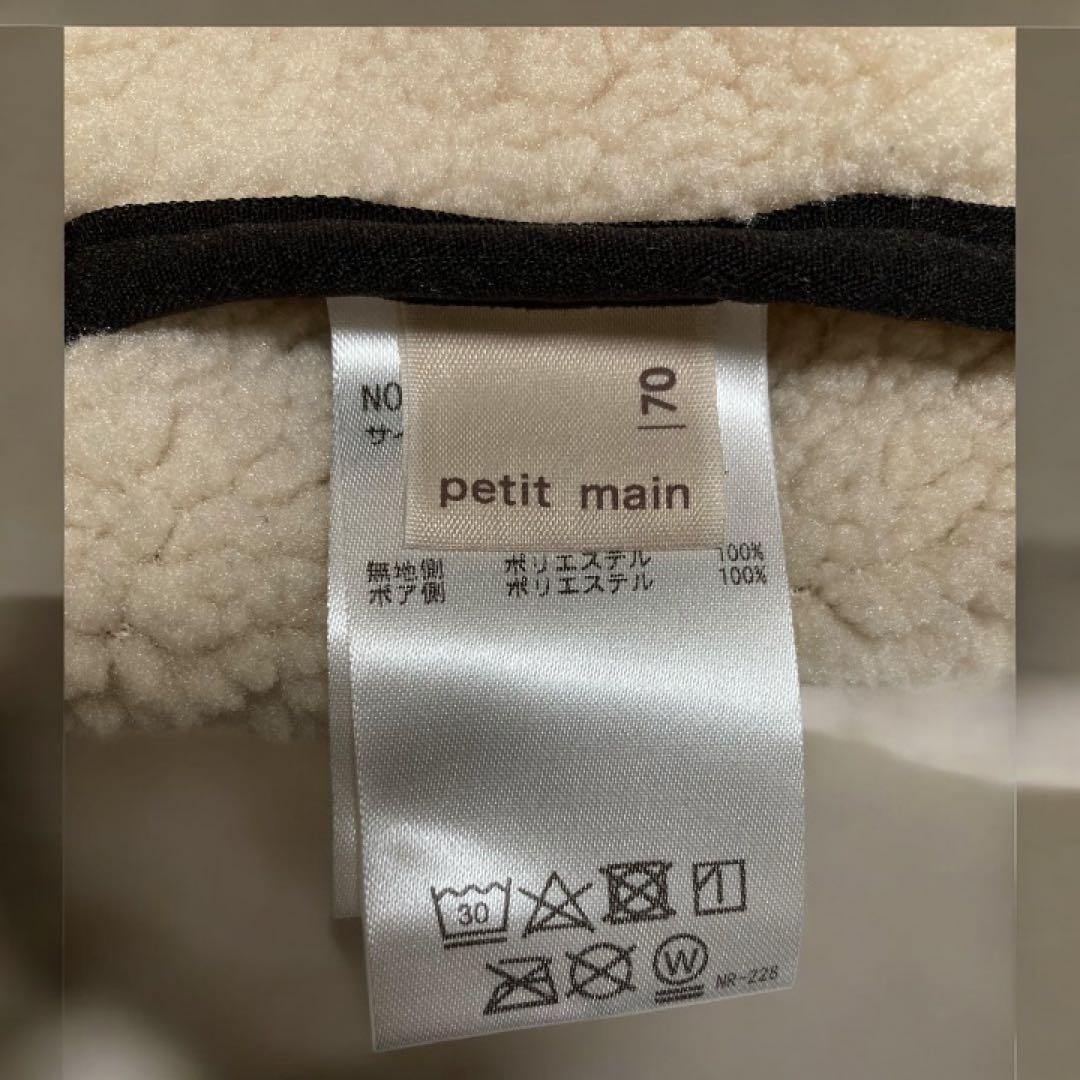 NO
70
petit main
無地側 ポリエステル 100%
ボア側 ポリエステル 100%
30
W
NR-228